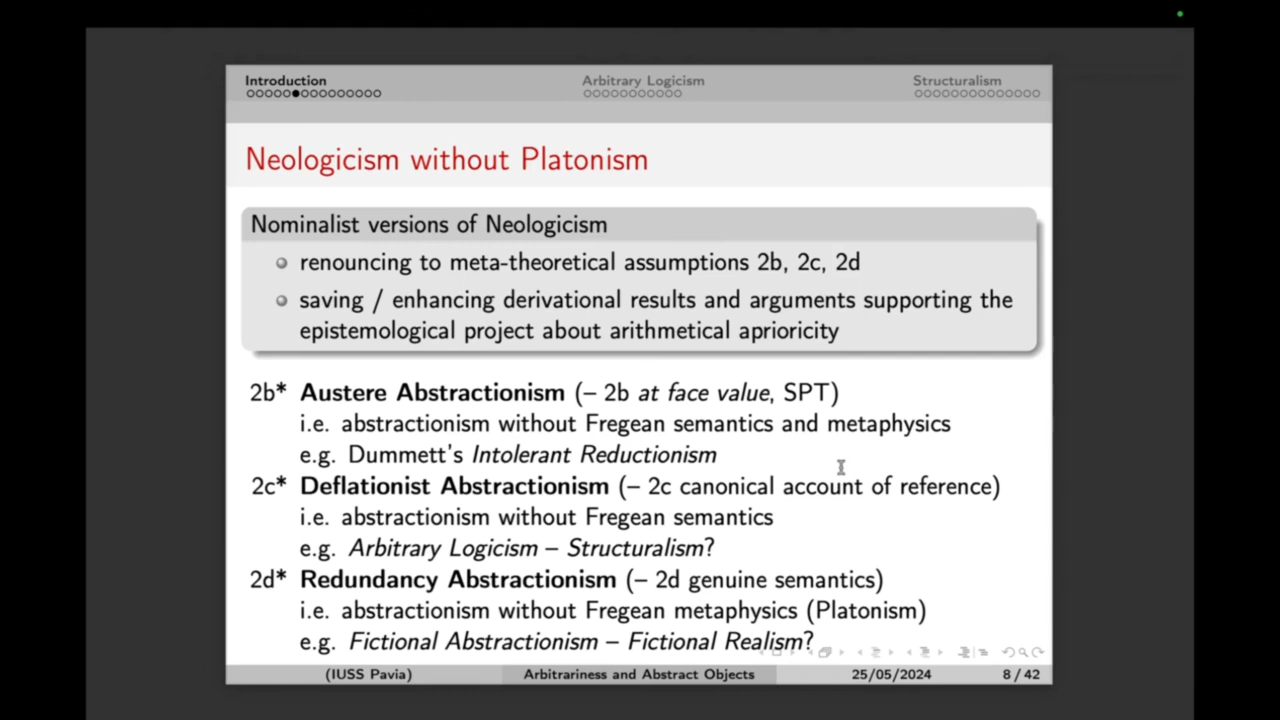 Introduction Arbitrary Logicism Structuralism
Neologicism without Platonism
Nominalist versions of Neologicism
renouncing to meta-theoretical assumptions 2b, 2c, 2d
saving / enhancing derivational results and arguments supporting the
epistemological project about arithmetical aprioricity
2b* Austere Abstractionism (– 2b at face value, SPT)
i.e. abstractionism without Fregean semantics and metaphysics
e.g. Dummett's Intolerant Reductionism
2c* Deflationist Abstractionism (– 2c canonical account of reference)
i.e. abstractionism without Fregean semantics
e.g. Arbitrary Logicism – Structuralism?
2d* Redundancy Abstractionism (– 2d genuine semantics)
i.e. abstractionism without Fregean metaphysics (Platonism)
e.g. Fictional Abstractionism – Fictional Realism?
(IUSS Pavia) Arbitrariness and Abstract Objects 25/05/2024 8 / 42